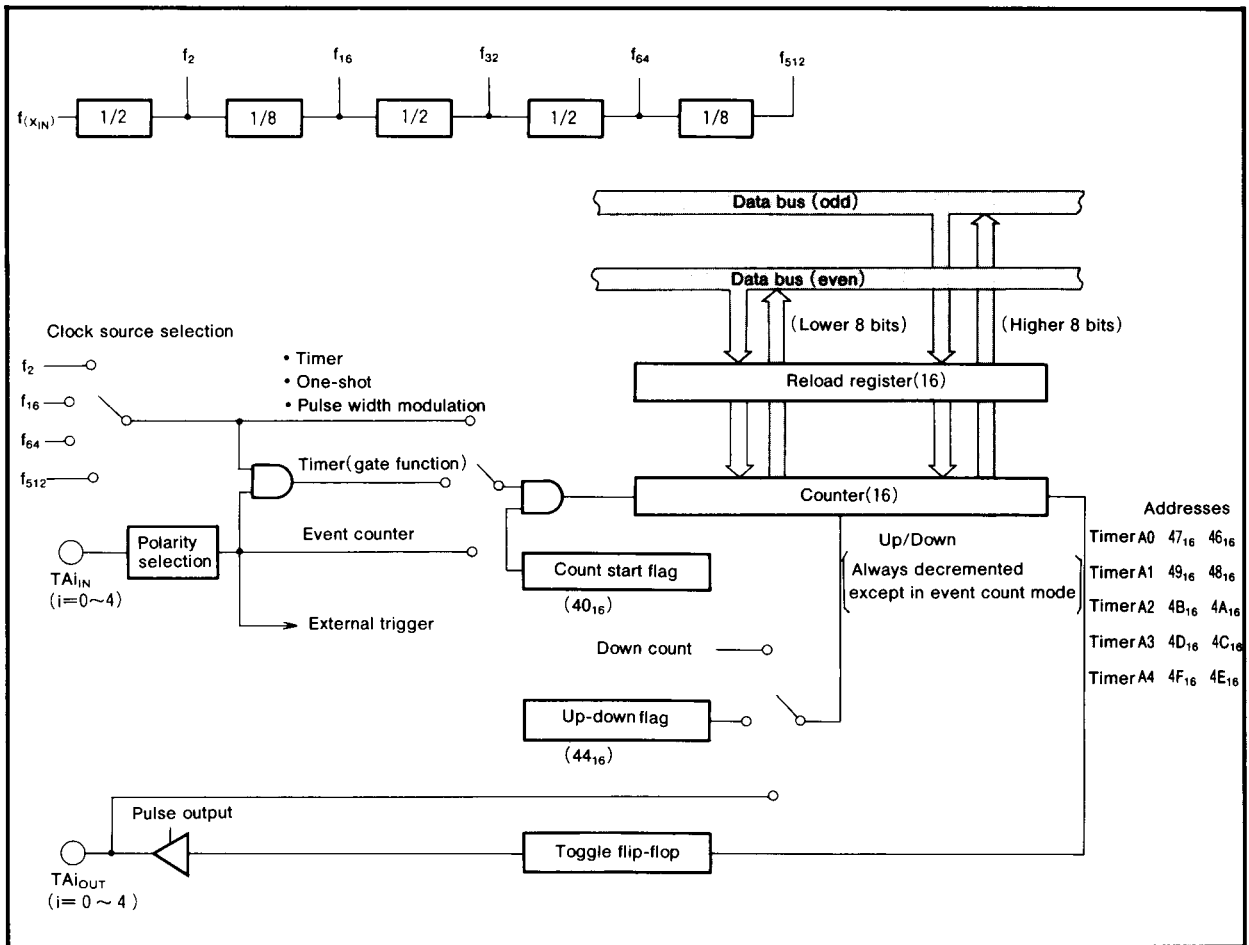 f₂ f₁₆ f₃₂ f₆₄ f₅₁₂
f(X_IN) 1/2 1/8 1/2 1/2 1/8
Data bus (odd)
Data bus (even)
(Lower 8 bits) (Higher 8 bits)
Clock source selection
f₂
f₁₆
f₆₄
f₅₁₂
• Timer
• One-shot
• Pulse width modulation
Reload register(16)
Timer(gate function)
Counter(16)
Polarity
selection
Event counter
TAi_IN
(i=0~4)
External trigger
Count start flag
(40₁₆)
Up/Down
Always decremented
except in event count mode
Addresses
Timer A0 47₁₆ 46₁₆
Timer A1 49₁₆ 48₁₆
Timer A2 4B₁₆ 4A₁₆
Timer A3 4D₁₆ 4C₁₆
Timer A4 4F₁₆ 4E₁₆
Down count
Up-down flag
(44₁₆)
Pulse output
Toggle flip-flop
TAi_OUT
(i= 0 ~ 4 )